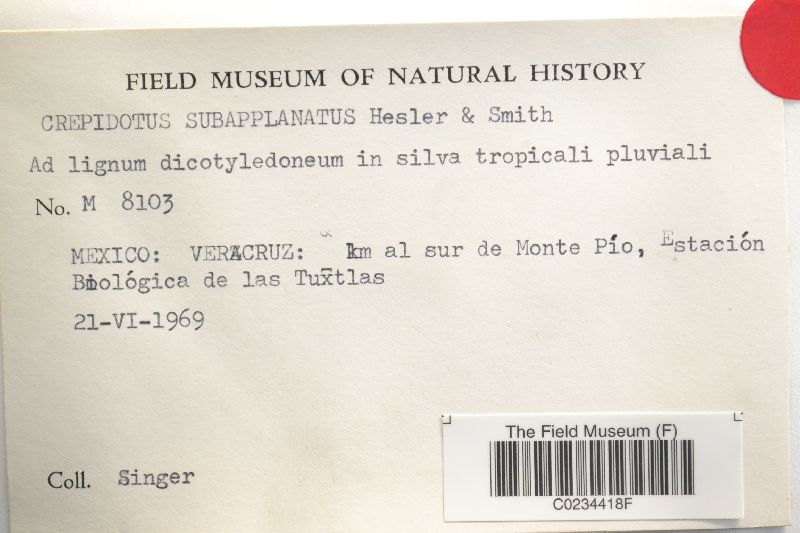 FIELD MUSEUM OF NATURAL HISTORY
CREPIDOTUS SUBAPPLANATUS Hesler & Smith
Ad lignum dicotyledoneum in silva tropicali pluviali
No. M 8103
MEXICO: VERACRUZ: km al sur de Monte Pío, Estación
Biológica de las Tuxtlas
21-VI-1969
Coll. Singer
The Field Museum (F)
C0234418F